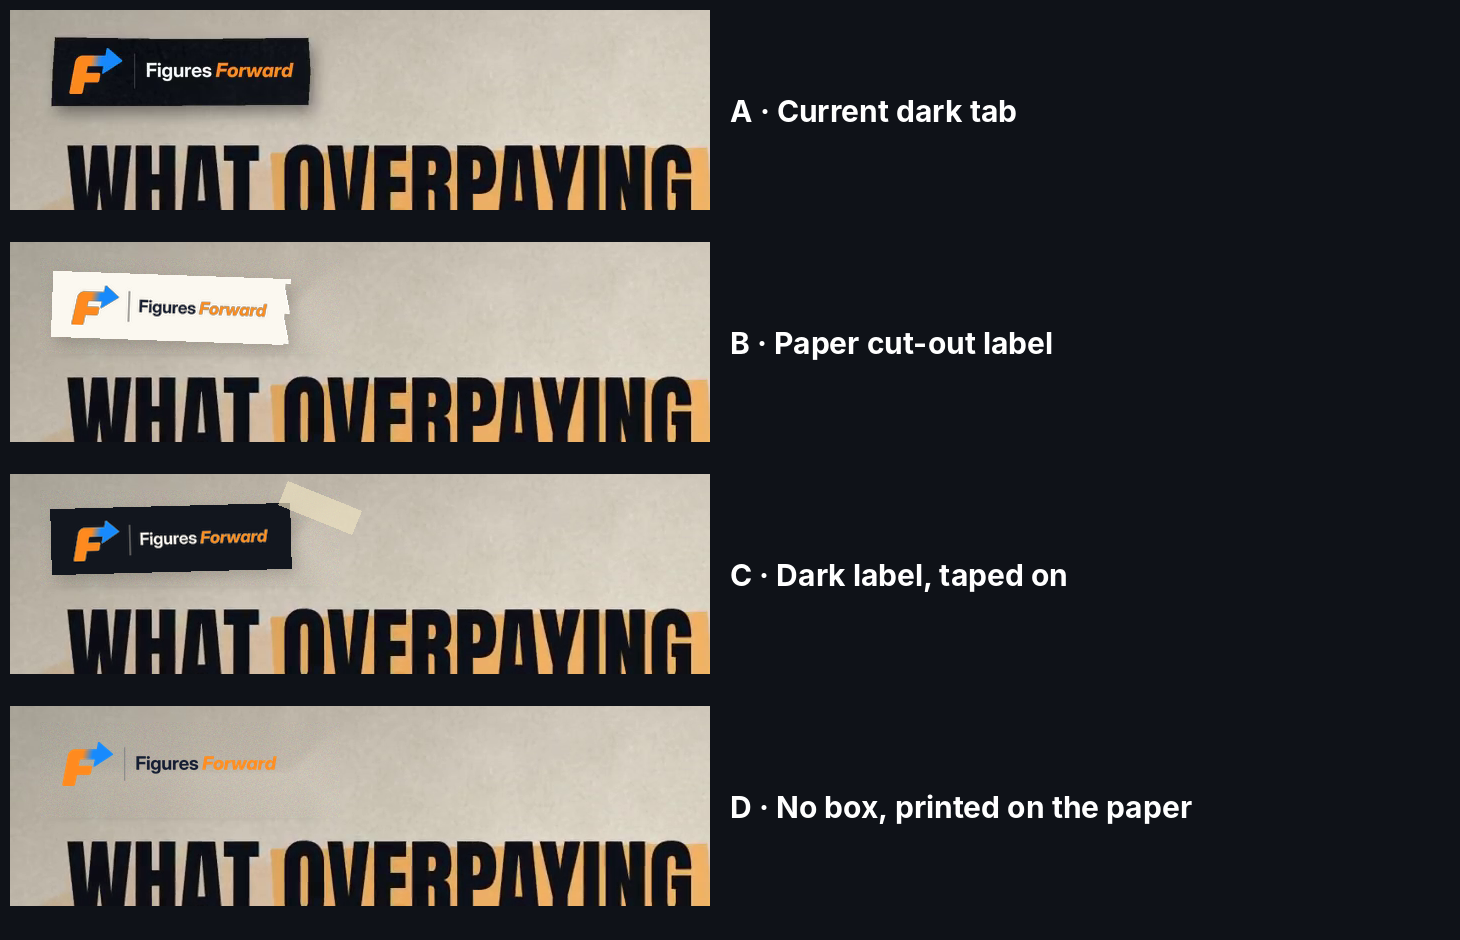 Figures Forward
WHAT OVERPAYING
A · Current dark tab
Figures Forward
WHAT OVERPAYING
B · Paper cut-out label
Figures Forward
WHAT OVERPAYING
C · Dark label, taped on
Figures Forward
WHAT OVERPAYING
D · No box, printed on the paper